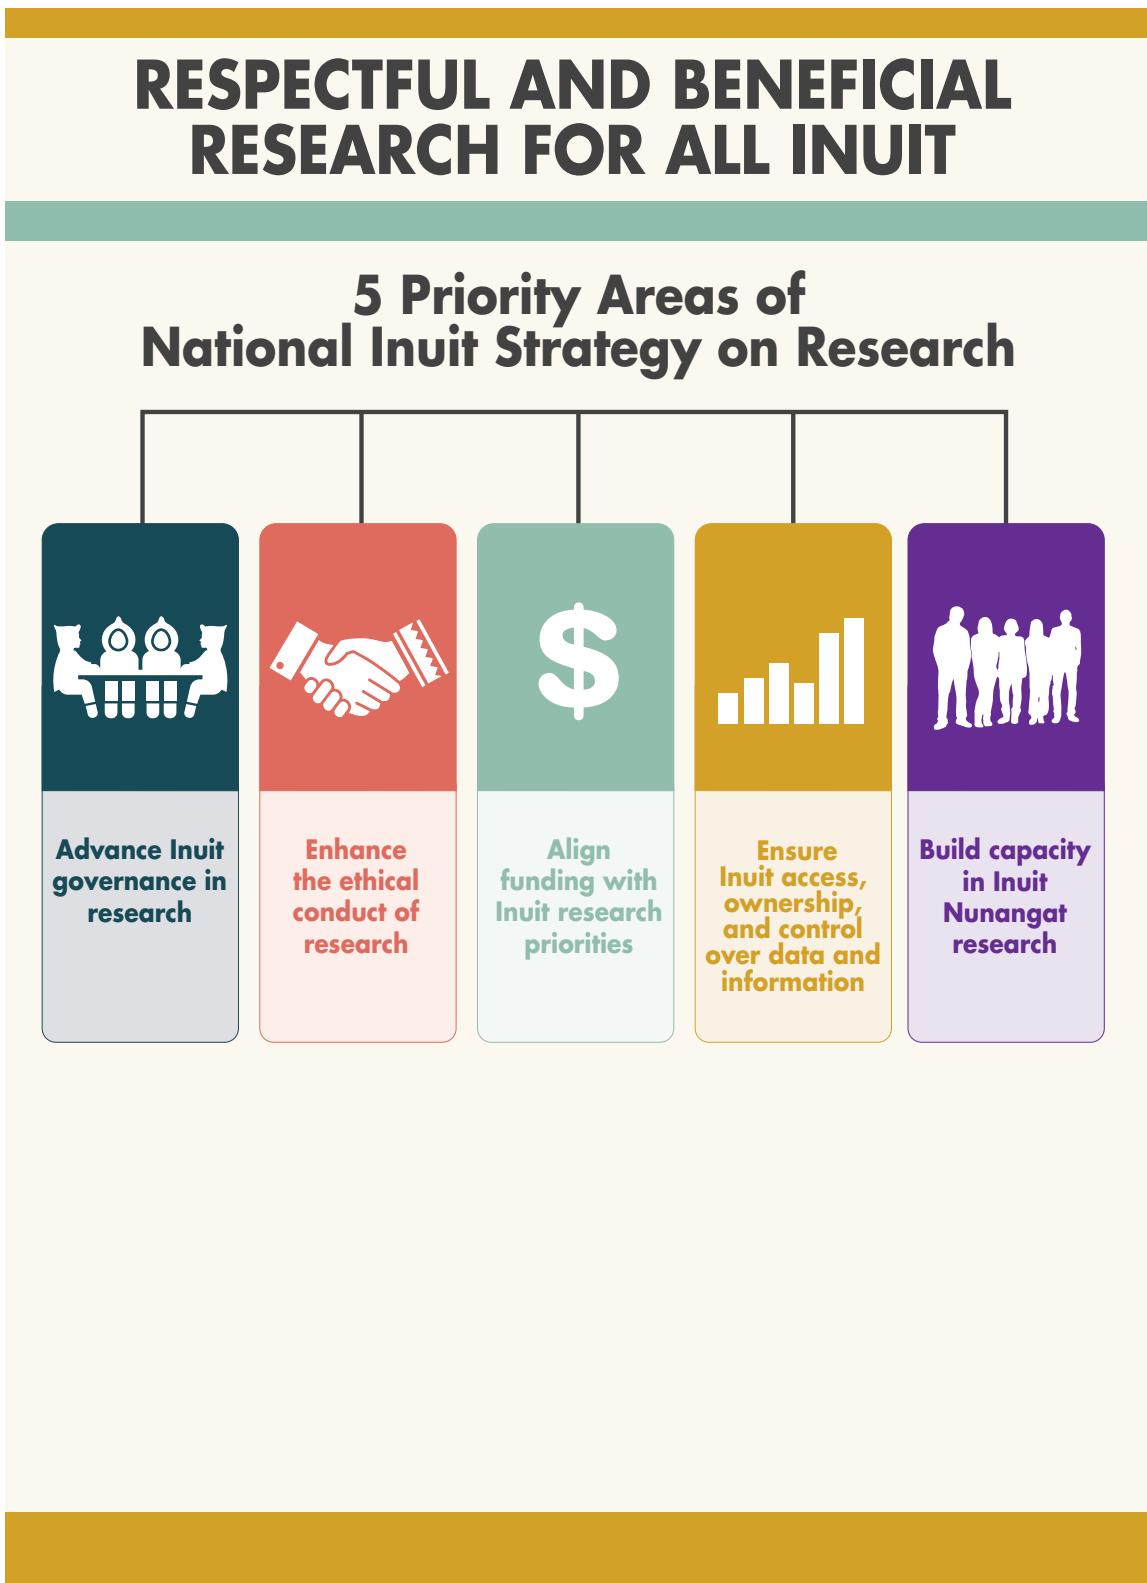 RESPECTFUL AND BENEFICIAL
RESEARCH FOR ALL INUIT
5 Priority Areas of
National Inuit Strategy on Research
Advance Inuit
governance in
research
Enhance
the ethical
conduct of
research
$
Align
funding with
Inuit research
priorities
Ensure
Inuit access,
ownership,
and control
over data and
information
Build capacity
in Inuit
Nunangat
research